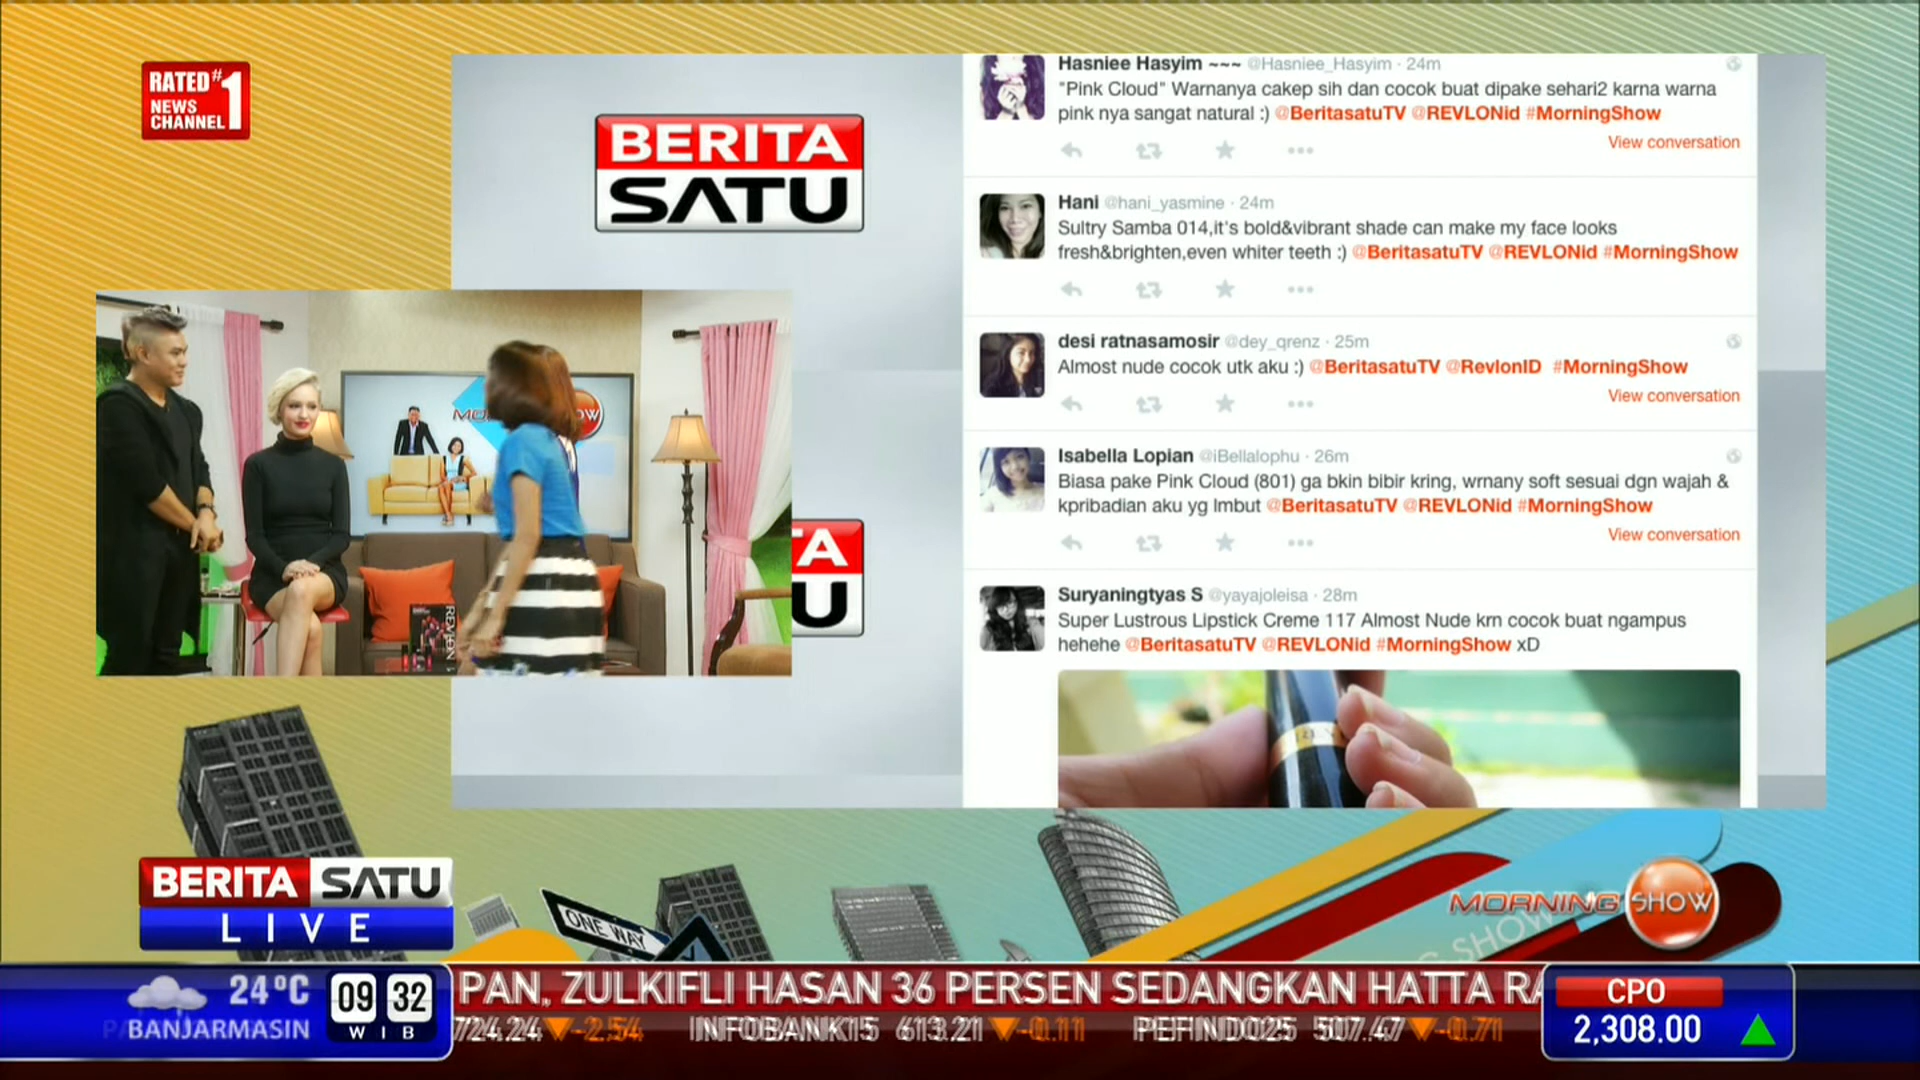 RATED #1
NEWS
CHANNEL
BERITA
SATU
Hasniee Hasyim ~~~ @Hasniee_Hasyim · 24m
"Pink Cloud" Warnanya cakep sih dan cocok buat dipake sehari2 karna warna
pink nya sangat natural :) @BeritasatuTV @REVLONid #MorningShow
View conversation
Hani @hani_yasmine · 24m
Sultry Samba 014,it's bold&vibrant shade can make my face looks
fresh&brighten,even whiter teeth :) @BeritasatuTV @REVLONid #MorningShow
desi ratnasamosir @dey_qrenz · 25m
Almost nude cocok utk aku :) @BeritasatuTV @RevlonID #MorningShow
View conversation
Isabella Lopian @iBellalophu · 26m
Biasa pake Pink Cloud (801) ga bkin bibir kring, wrnany soft sesuai dgn wajah &
kpribadian aku yg lmbut @BeritasatuTV @REVLONid #MorningShow
View conversation
Suryaningtyas S @yayajoleisa · 28m
Super Lustrous Lipstick Creme 117 Almost Nude krn cocok buat ngampus
hehehe @BeritasatuTV @REVLONid #MorningShow xD
MO
OW
REVLON
TA
U
BERITA SATU
LIVE
ONE WAY
MORNING SHOW
G SHOW
24°C
BANJARMASIN
09 32
WIB
PAN, ZULKIFLI HASAN 36 PERSEN SEDANGKAN HATTA RA
724.24 -2.54 INFOBANK15 613.21 -0.11 PEFINDO25 507.47 -0.71
CPO
2,308.00